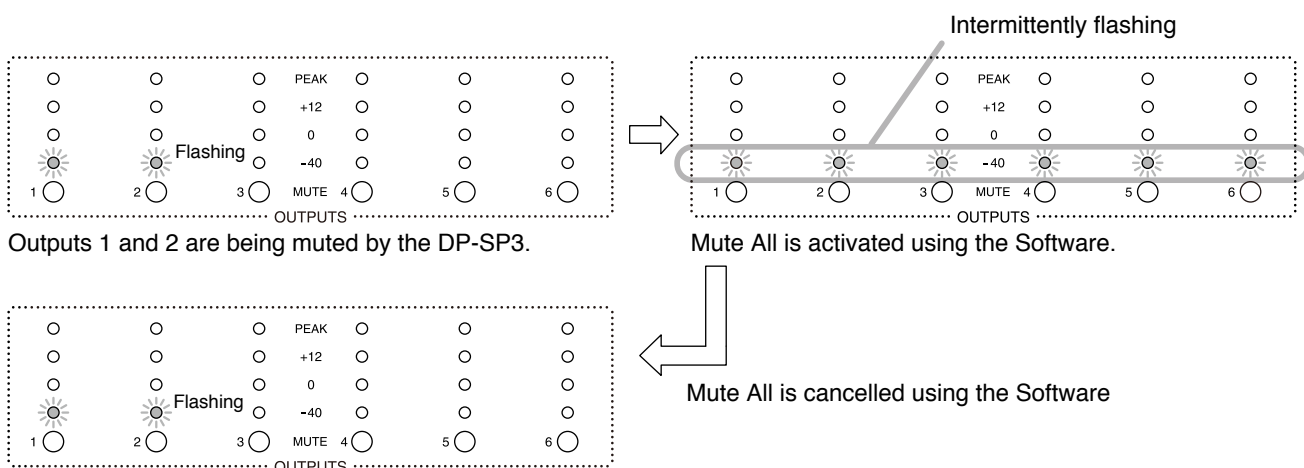 Intermittently flashing
PEAK
+12
0
Flashing
-40
1 2 3 MUTE 4 5 6
OUTPUTS
Outputs 1 and 2 are being muted by the DP-SP3.
PEAK
+12
0
-40
1 2 3 MUTE 4 5 6
OUTPUTS
Mute All is activated using the Software.
Mute All is cancelled using the Software
PEAK
+12
0
Flashing
-40
1 2 3 MUTE 4 5 6
OUTPUTS